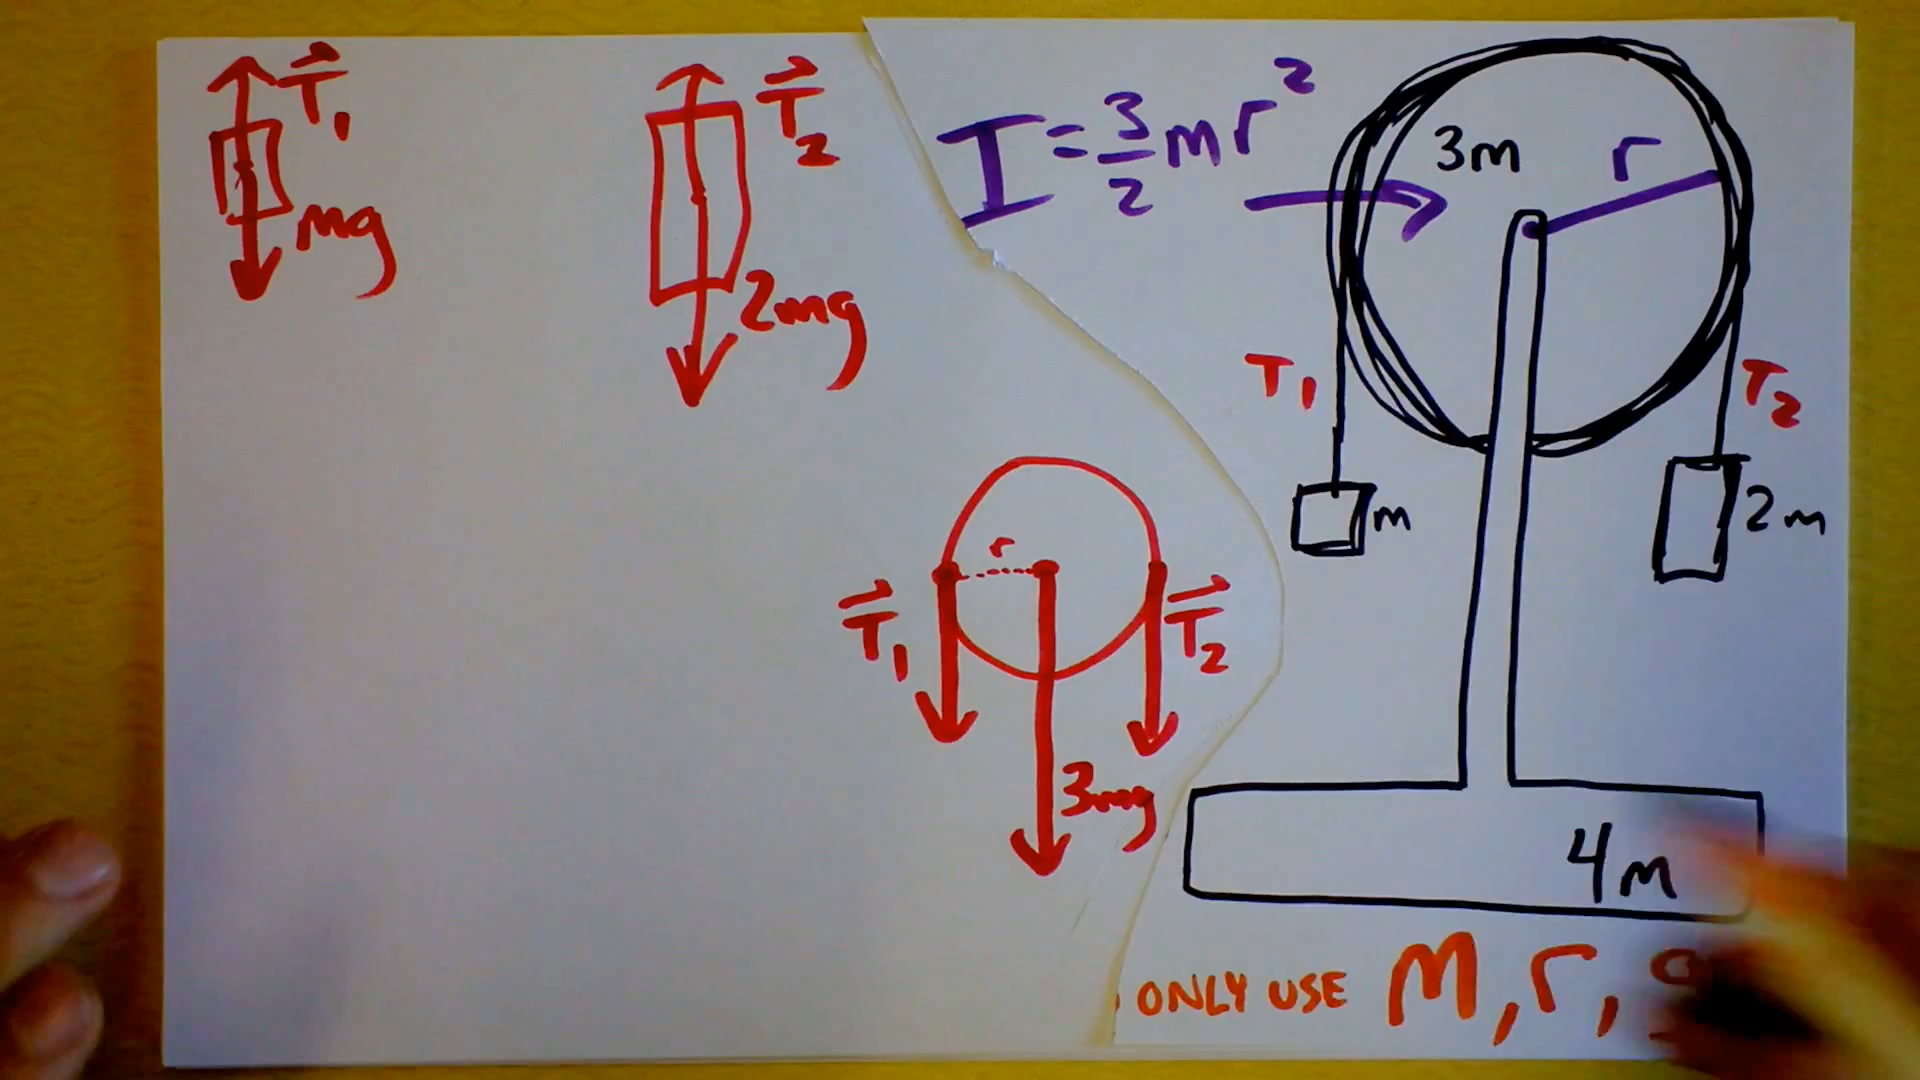 T₁
mg
T₂
2mg
I = 3/2 mr²
3m
r
T₁
T₂
m
2m
r
T₁
T₂
3mg
4m
ONLY USE m, r,